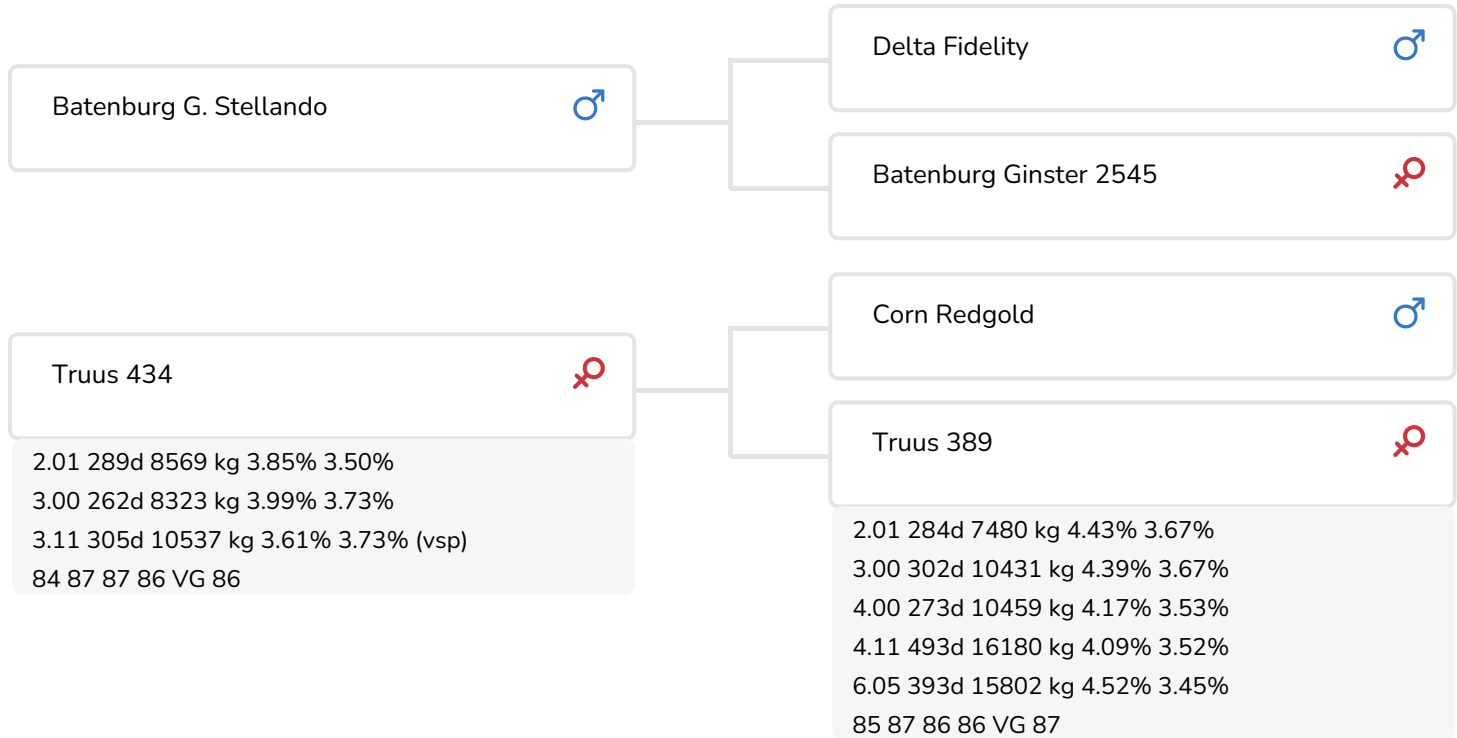 Batenburg G. Stellando
Delta Fidelity
Batenburg Ginster 2545
Truus 434
2.01 289d 8569 kg 3.85% 3.50%
3.00 262d 8323 kg 3.99% 3.73%
3.11 305d 10537 kg 3.61% 3.73% (vsp)
84 87 87 86 VG 86
Corn Redgold
Truus 389
2.01 284d 7480 kg 4.43% 3.67%
3.00 302d 10431 kg 4.39% 3.67%
4.00 273d 10459 kg 4.17% 3.53%
4.11 493d 16180 kg 4.09% 3.52%
6.05 393d 15802 kg 4.52% 3.45%
85 87 86 86 VG 87